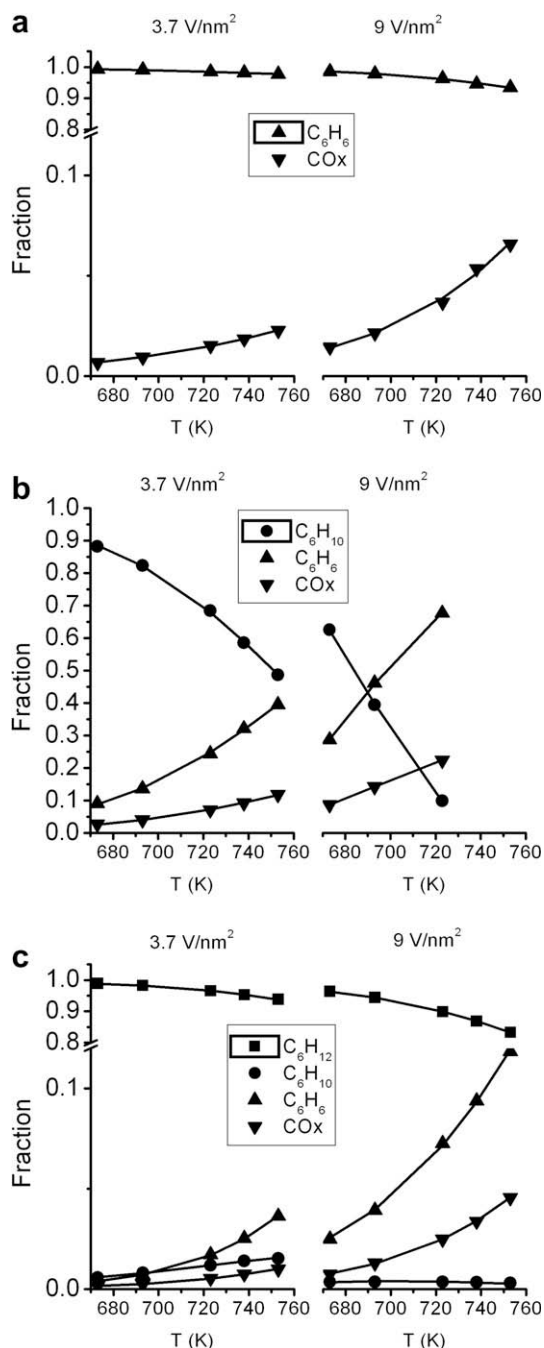 a
3.7 V/nm² 9 V/nm²
1.0
0.9
0.8
0.1
0.0
Fraction
C₆H₆
COx
680 700 720 740 760 680 700 720 740 760
T (K) T (K)
b
3.7 V/nm² 9 V/nm²
1.0
0.9
0.8
0.7
0.6
0.5
0.4
0.3
0.2
0.1
0.0
Fraction
C₆H₁₀
C₆H₆
COx
680 700 720 740 760 680 700 720 740 760
T (K) T (K)
c
3.7 V/nm² 9 V/nm²
1.0
0.9
0.8
0.1
0.0
Fraction
C₆H₁₂
C₆H₁₀
C₆H₆
COx
680 700 720 740 760 680 700 720 740 760
T (K) T (K)